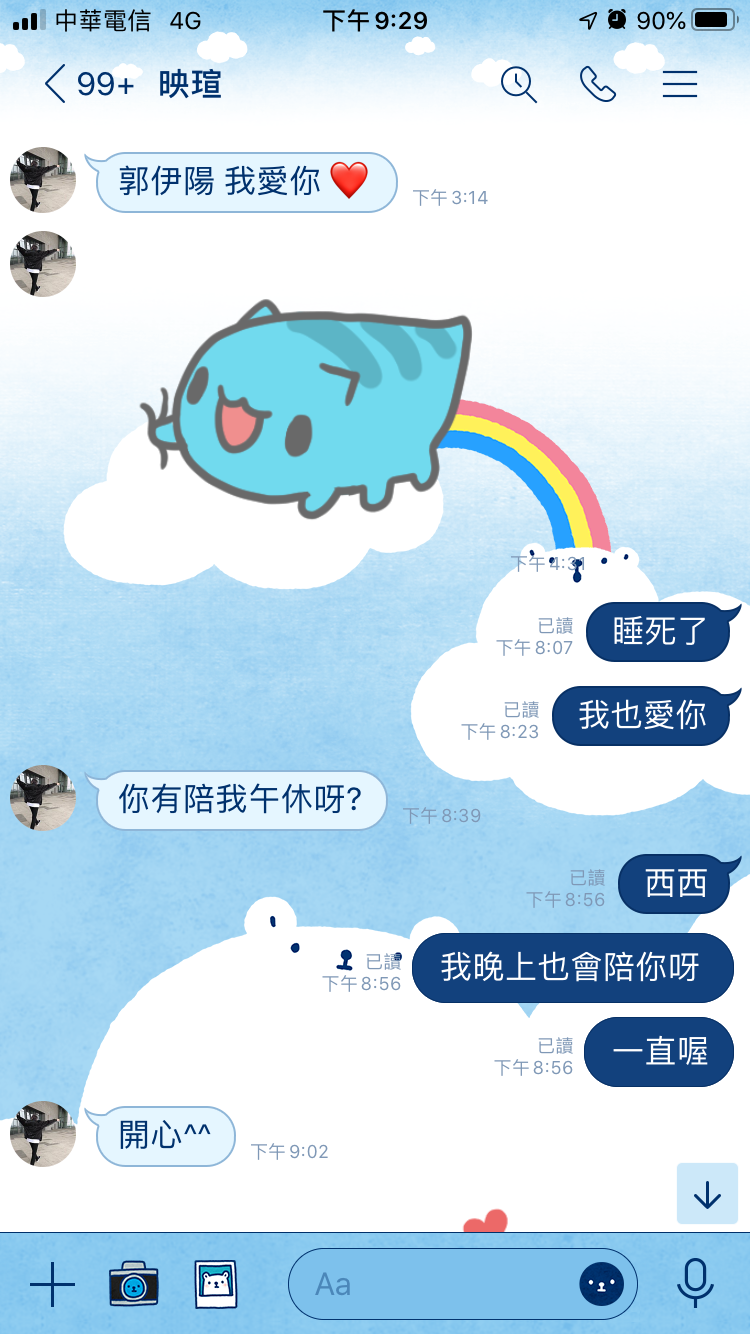 中華電信 4G 下午9:29 90%
99+ 映瑄
郭伊陽 我愛你 ❤️
下午 3:14
下午 4:31
睡死了
已讀
下午 8:07
我也愛你
已讀
下午 8:23
你有陪我午休呀?
下午 8:39
西西
已讀
下午 8:56
我晚上也會陪你呀
已讀
下午 8:56
一直喔
已讀
下午 8:56
開心^^
下午 9:02
Aa